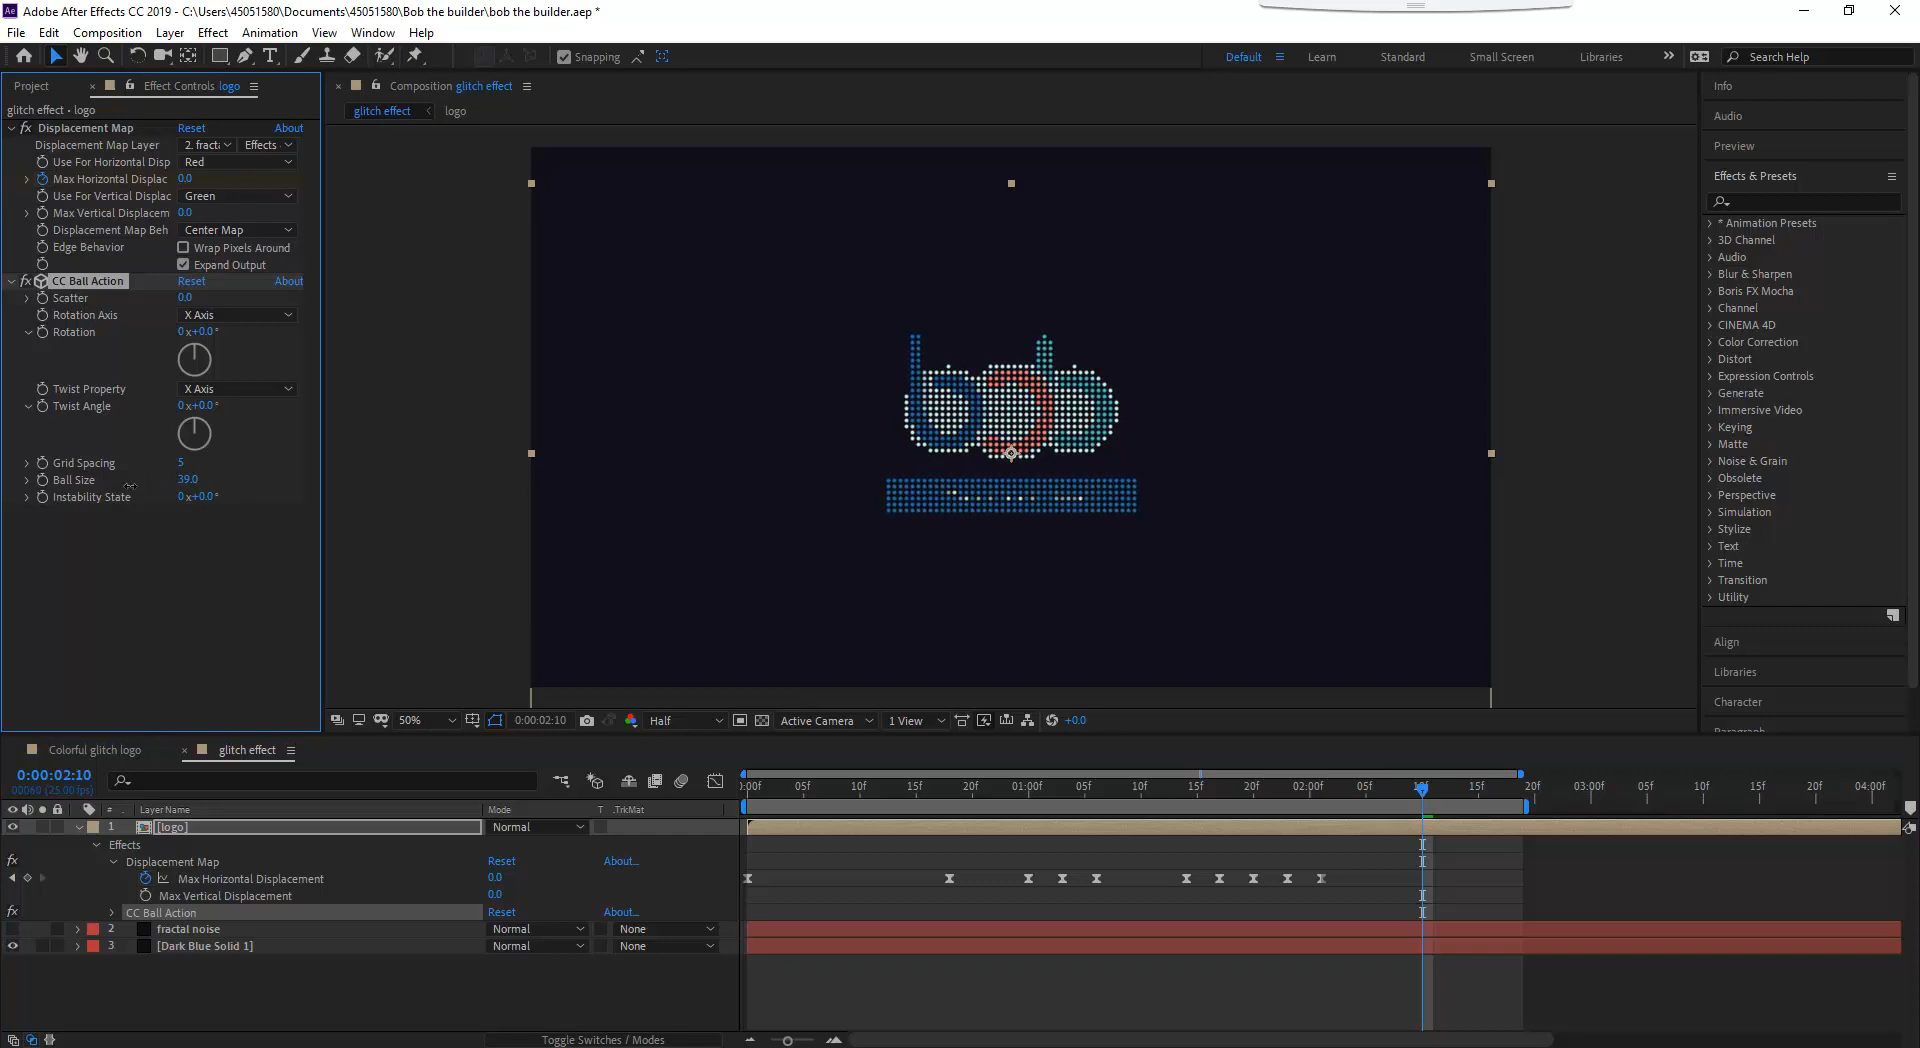 Adobe After Effects CC 2019 - C:\Users\45051580\Documents\45051580\Bob the builder\bob the builder.aep *
File Edit Composition Layer Effect Animation View Window Help
Snapping Default Learn Standard Small Screen Libraries Search Help
Project Effect Controls logo
glitch effect • logo
Displacement Map Reset About
Displacement Map Layer 2. fract Effects
Use For Horizontal Disp Red
Max Horizontal Displac 0.0
Use For Vertical Displac Green
Max Vertical Displacem 0.0
Displacement Map Beh Center Map
Edge Behavior Wrap Pixels Around
Expand Output
CC Ball Action Reset About
Scatter 0.0
Rotation Axis X Axis
Rotation 0x+0.0°
Twist Property X Axis
Twist Angle 0x+0.0°
Grid Spacing 5
Ball Size 39.0
Instability State 0x+0.0°
Composition glitch effect
glitch effect logo
bob
50% 0:00:02:10 Half Active Camera 1 View +0.0
Info
Audio
Preview
Effects & Presets
* Animation Presets
3D Channel
Audio
Blur & Sharpen
Boris FX Mocha
Channel
CINEMA 4D
Color Correction
Distort
Expression Controls
Generate
Immersive Video
Keying
Matte
Noise & Grain
Obsolete
Perspective
Simulation
Stylize
Text
Time
Transition
Utility
Align
Libraries
Character
Paragraph
Colorful glitch logo glitch effect
0:00:02:10
00060 (25.00 fps)
:00f 05f 10f 15f 20f 01:00f 05f 10f 15f 20f 02:00f 05f 10f 15f 20f 03:00f 05f 10f 15f 20f 04:00f
# Layer Name Mode T .TrkMat
1 [logo] Normal
Effects
Displacement Map Reset About...
Max Horizontal Displacement 0.0
Max Vertical Displacement 0.0
CC Ball Action Reset About...
2 fractal noise Normal None
3 [Dark Blue Solid 1] Normal None
Toggle Switches / Modes